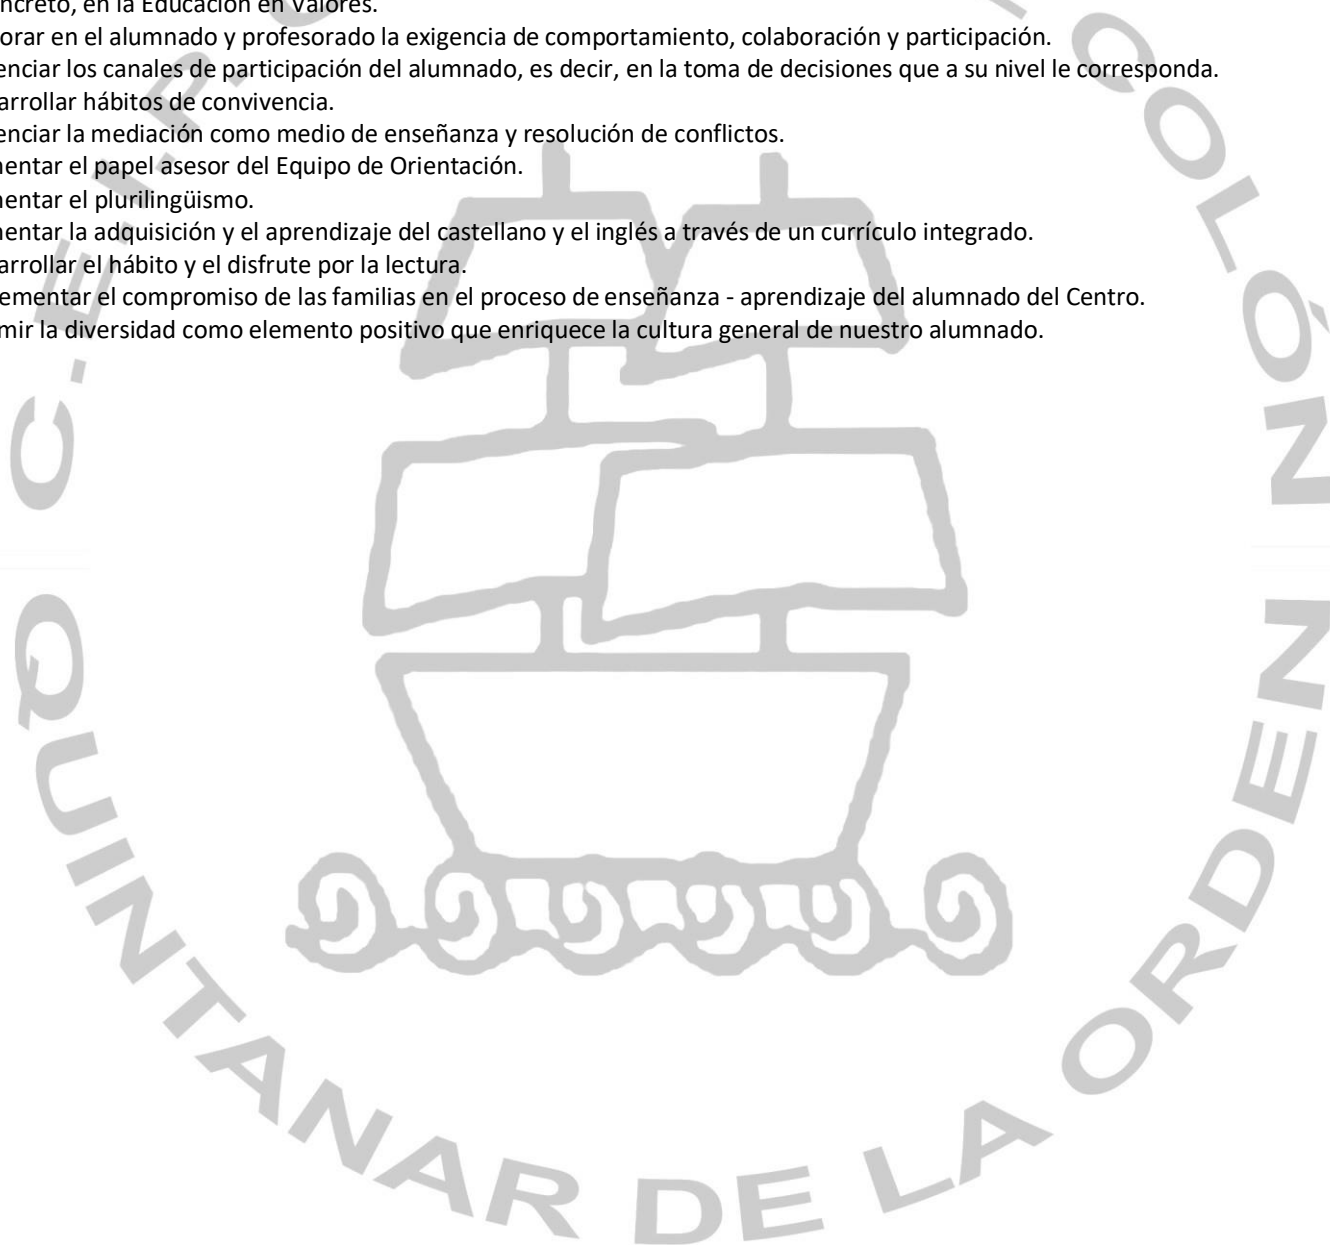 ncreto, en la Educación en Valores.
orar en el alumnado y profesorado la exigencia de comportamiento, colaboración y participación.
enciar los canales de participación del alumnado, es decir, en la toma de decisiones que a su nivel le corresponda.
arrollar hábitos de convivencia.
enciar la mediación como medio de enseñanza y resolución de conflictos.
mentar el papel asesor del Equipo de Orientación.
mentar el plurilingüismo.
mentar la adquisición y el aprendizaje del castellano y el inglés a través de un currículo integrado.
arrollar el hábito y el disfrute por la lectura.
ementar el compromiso de las familias en el proceso de enseñanza - aprendizaje del alumnado del Centro.
mir la diversidad como elemento positivo que enriquece la cultura general de nuestro alumnado.
C.E.I.P.
COLÓN
QUINTANAR DE LA ORDEN